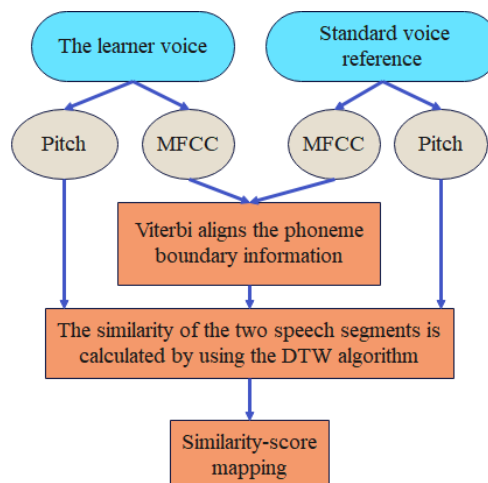 The learner voice
Standard voice
reference
Pitch
MFCC
MFCC
Pitch
Viterbi aligns the phoneme
boundary information
The similarity of the two speech segments is
calculated by using the DTW algorithm
Similarity-score
mapping